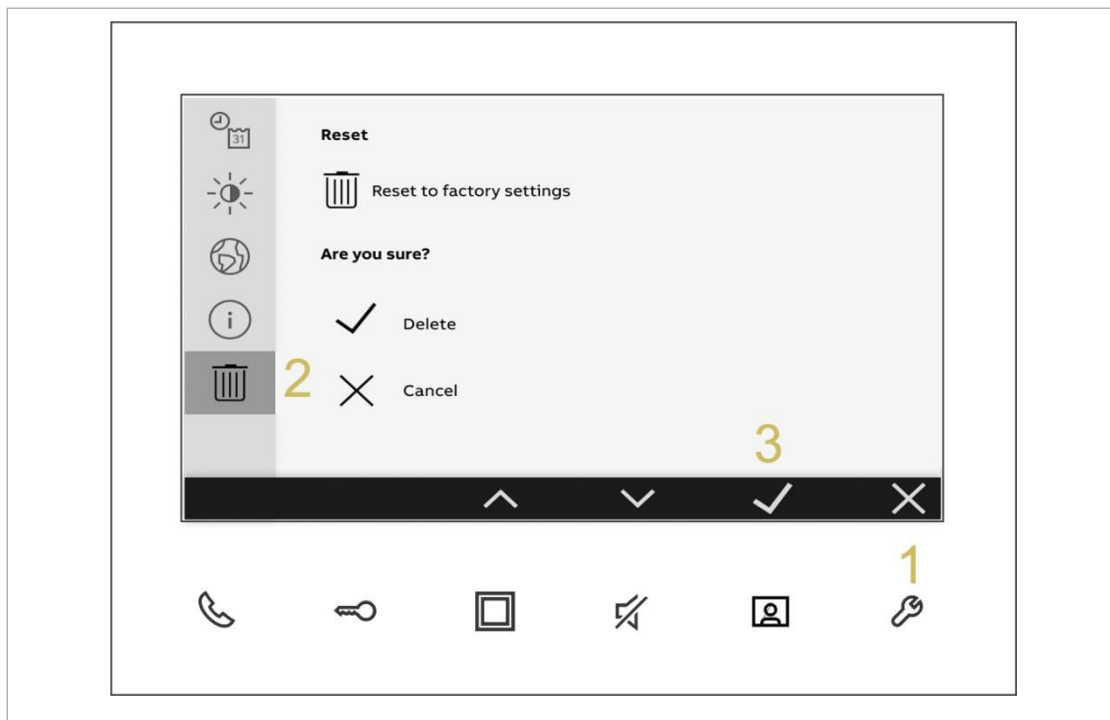 31
Reset
Reset to factory settings
Are you sure?
i
Delete
2
Cancel
3
1